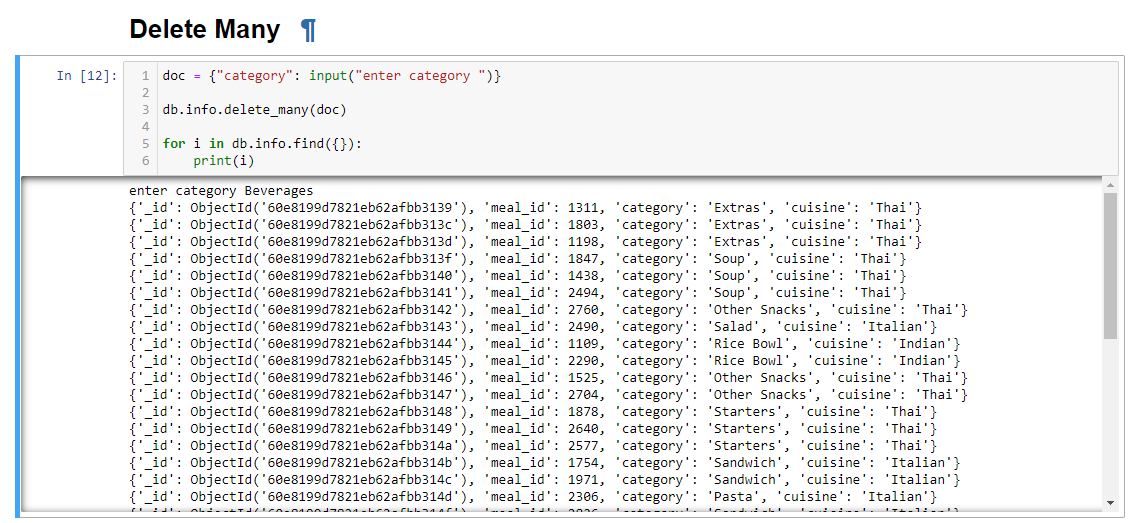 Delete Many ¶
In [12]:
1 doc = {"category": input("enter category ")}
2
3 db.info.delete_many(doc)
4
5 for i in db.info.find({}):
6     print(i)
enter category Beverages
{'_id': ObjectId('60e8199d7821eb62afbb3139'), 'meal_id': 1311, 'category': 'Extras', 'cuisine': 'Thai'}
{'_id': ObjectId('60e8199d7821eb62afbb313c'), 'meal_id': 1803, 'category': 'Extras', 'cuisine': 'Thai'}
{'_id': ObjectId('60e8199d7821eb62afbb313d'), 'meal_id': 1198, 'category': 'Extras', 'cuisine': 'Thai'}
{'_id': ObjectId('60e8199d7821eb62afbb313f'), 'meal_id': 1847, 'category': 'Soup', 'cuisine': 'Thai'}
{'_id': ObjectId('60e8199d7821eb62afbb3140'), 'meal_id': 1438, 'category': 'Soup', 'cuisine': 'Thai'}
{'_id': ObjectId('60e8199d7821eb62afbb3141'), 'meal_id': 2494, 'category': 'Soup', 'cuisine': 'Thai'}
{'_id': ObjectId('60e8199d7821eb62afbb3142'), 'meal_id': 2760, 'category': 'Other Snacks', 'cuisine': 'Thai'}
{'_id': ObjectId('60e8199d7821eb62afbb3143'), 'meal_id': 2490, 'category': 'Salad', 'cuisine': 'Italian'}
{'_id': ObjectId('60e8199d7821eb62afbb3144'), 'meal_id': 1109, 'category': 'Rice Bowl', 'cuisine': 'Indian'}
{'_id': ObjectId('60e8199d7821eb62afbb3145'), 'meal_id': 2290, 'category': 'Rice Bowl', 'cuisine': 'Indian'}
{'_id': ObjectId('60e8199d7821eb62afbb3146'), 'meal_id': 1525, 'category': 'Other Snacks', 'cuisine': 'Thai'}
{'_id': ObjectId('60e8199d7821eb62afbb3147'), 'meal_id': 2704, 'category': 'Other Snacks', 'cuisine': 'Thai'}
{'_id': ObjectId('60e8199d7821eb62afbb3148'), 'meal_id': 1878, 'category': 'Starters', 'cuisine': 'Thai'}
{'_id': ObjectId('60e8199d7821eb62afbb3149'), 'meal_id': 2640, 'category': 'Starters', 'cuisine': 'Thai'}
{'_id': ObjectId('60e8199d7821eb62afbb314a'), 'meal_id': 2577, 'category': 'Starters', 'cuisine': 'Thai'}
{'_id': ObjectId('60e8199d7821eb62afbb314b'), 'meal_id': 1754, 'category': 'Sandwich', 'cuisine': 'Italian'}
{'_id': ObjectId('60e8199d7821eb62afbb314c'), 'meal_id': 1971, 'category': 'Sandwich', 'cuisine': 'Italian'}
{'_id': ObjectId('60e8199d7821eb62afbb314d'), 'meal_id': 2306, 'category': 'Pasta', 'cuisine': 'Italian'}